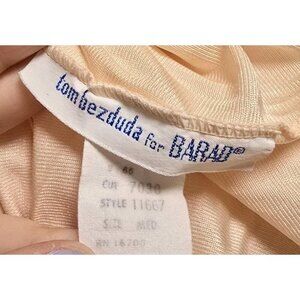 tom bezduda for BARAD®
CUT 7030
STYLE 11667
SIZE MED
RN 16700